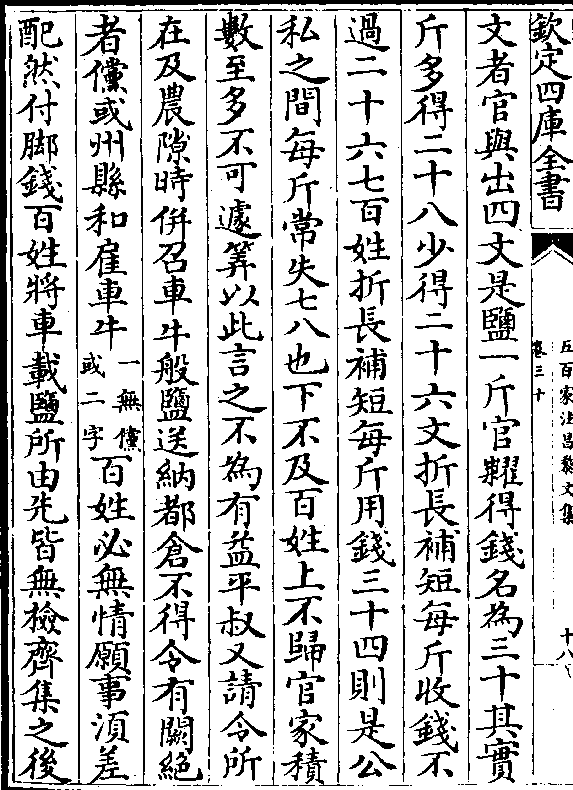 欽定四庫全書
五百家注昌黎文集
卷三十
十八
文者官與出四文是鹽一斤官糶得錢名為三十其實
斤多得二十八少得二十六文折長補短每斤收錢不
過二十六七百姓折長補短每斤用錢三十四則是公
私之間每斤常失七八也下不及百姓上不歸官家積
數至多不可遽筭以此言之不為有益平叔又請令所
在及農隙時併召車牛般鹽送納都倉不得令有闕絶
者儻或州縣和雇車牛一無儻或二字百姓必無情願事須差
配然付脚錢百姓將車載鹽所由先皆無檢齊集之後